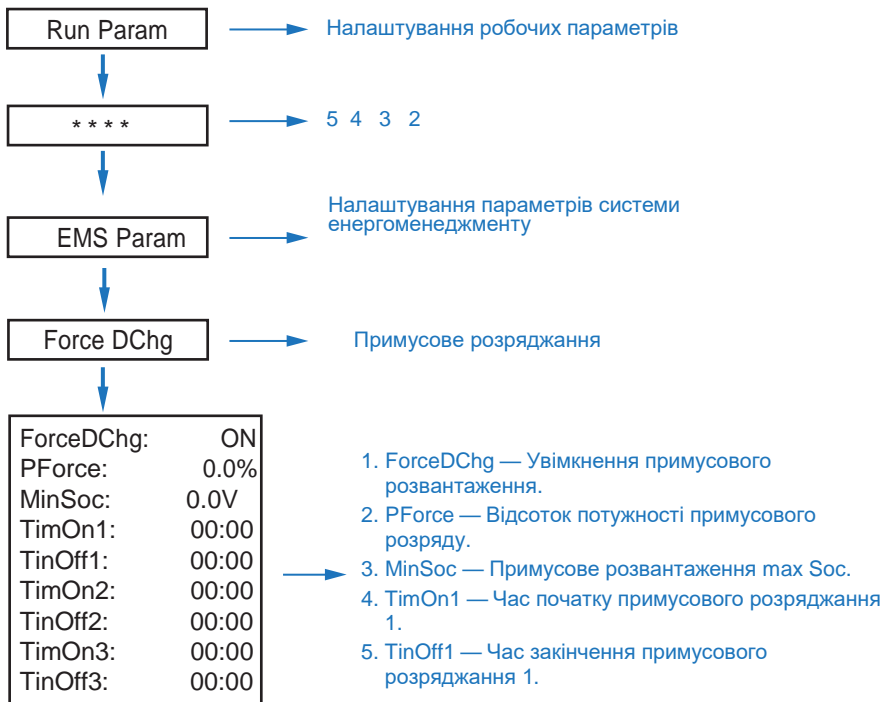 Run Param
Налаштування робочих параметрів
* * * *
5 4 3 2
EMS Param
Налаштування параметрів системи
енергоменеджменту
Force DChg
Примусове розряджання
ForceDChg: ON
PForce: 0.0%
MinSoc: 0.0V
TimOn1: 00:00
TinOff1: 00:00
TimOn2: 00:00
TinOff2: 00:00
TimOn3: 00:00
TinOff3: 00:00
1. ForceDChg — Увімкнення примусового
розвантаження.
2. PForce — Відсоток потужності примусового
розряду.
3. MinSoc — Примусове розвантаження max Soc.
4. TimOn1 — Час початку примусового розряджання
1.
5. TinOff1 — Час закінчення примусового
розряджання 1.